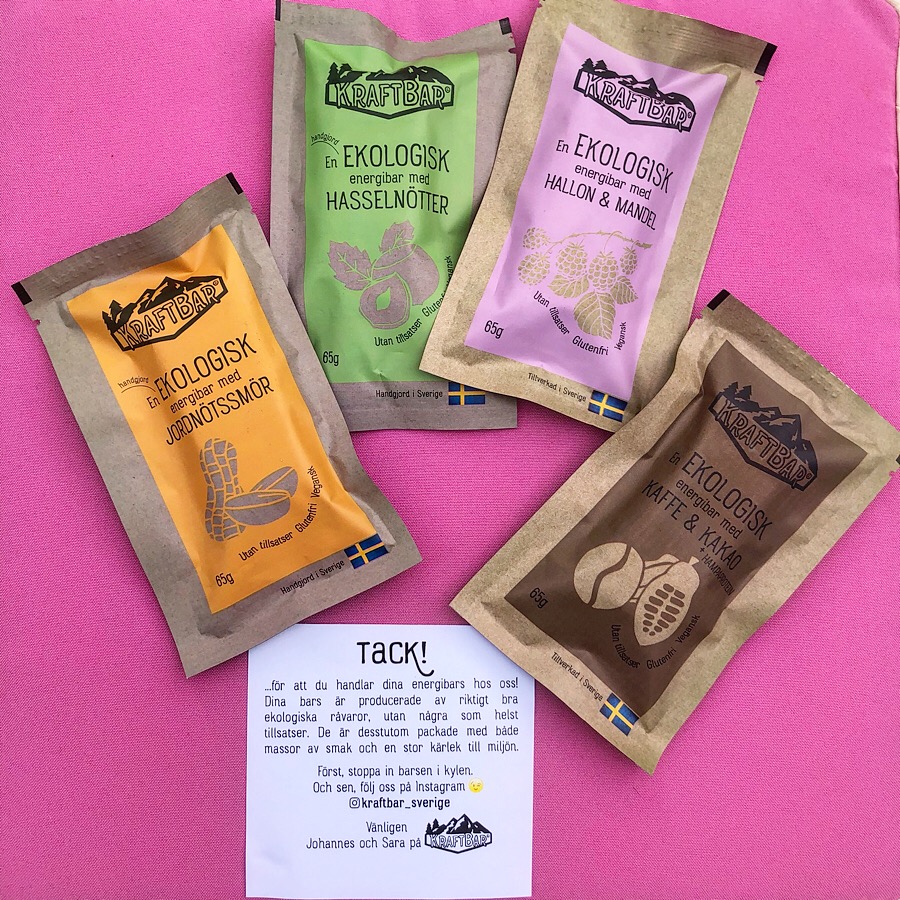 KRAFTBAR®
handgjord
En EKOLOGISK
energibar med
HASSELNÖTTER
Utan tillsatser Glutenfri Vegansk
65g
Handgjord i Sverige
KRAFTBAR®
En EKOLOGISK
energibar med
HALLON & MANDEL
Utan tillsatser Glutenfri Vegansk
65g
Tillverkad i Sverige
KRAFTBAR®
handgjord
En EKOLOGISK
energibar med
JORDNÖTSSMÖR
Utan tillsatser Glutenfri Vegansk
65g
Handgjord i Sverige
KRAFTBAR®
En EKOLOGISK
energibar med
KAFFE & KAKAO
+ HAMPAPROTEIN
65g
Utan tillsatser Glutenfri Vegansk
Tillverkad i Sverige
TACK!
...för att du handlar dina energibars hos oss!
Dina bars är producerade av riktigt bra
ekologiska råvaror, utan några som helst
tillsatser. De är desstutom packade med både
massor av smak och en stor kärlek till miljön.
Först, stoppa in barsen i kylen.
Och sen, följ oss på Instagram 😉
@kraftbar_sverige
Vänligen
Johannes och Sara på KRAFTBAR®